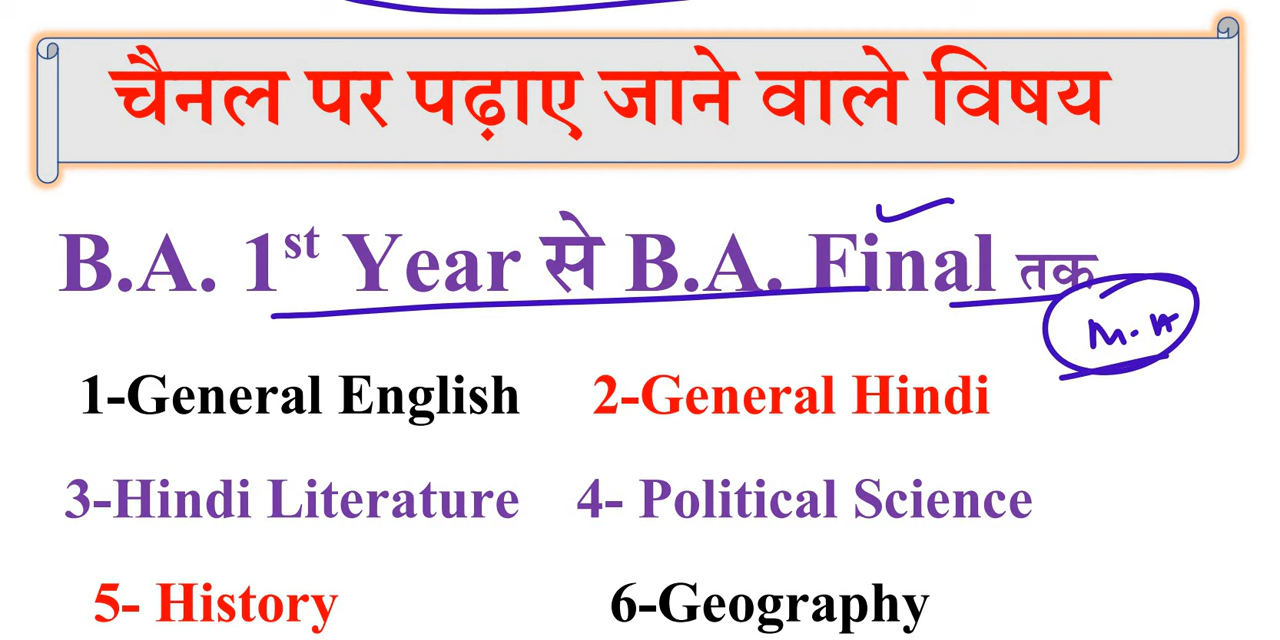 चैनल पर पढ़ाए जाने वाले विषय
B.A. 1st Year से B.A. Final तक
M.A
1-General English 2-General Hindi
3-Hindi Literature 4- Political Science
5- History 6-Geography